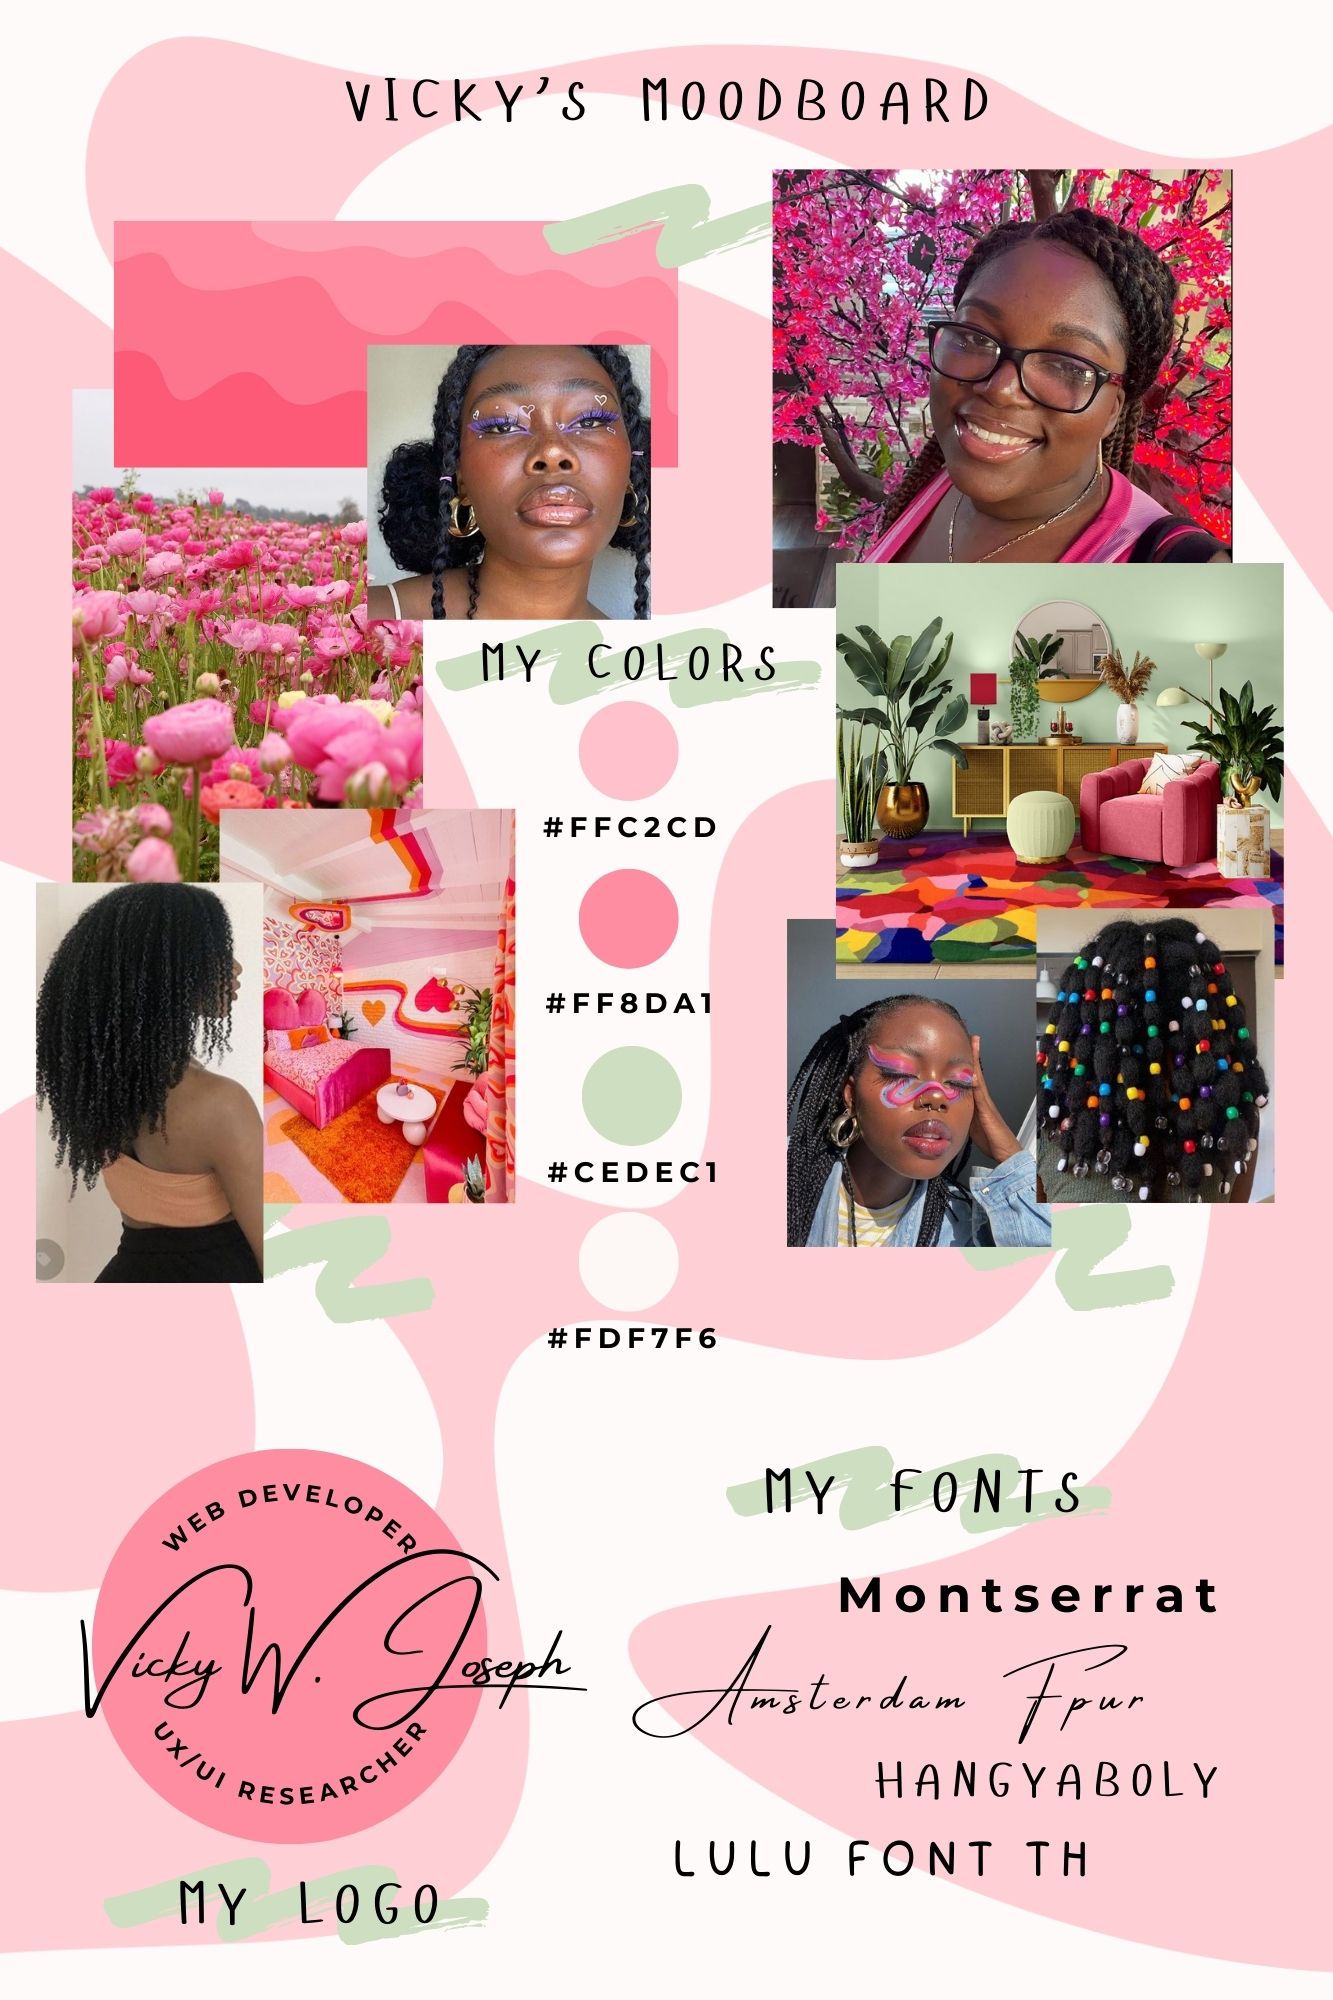 VICKY'S MOODBOARD
MY COLORS
#FFC2CD
#FF8DA1
#CEDEC1
#FDF7F6
WEB DEVELOPER
Vicky W. Joseph
UX/UI RESEARCHER
MY LOGO
MY FONTS
Montserrat
Amsterdam Fpur
HANGYABOLY
LULU FONT TH